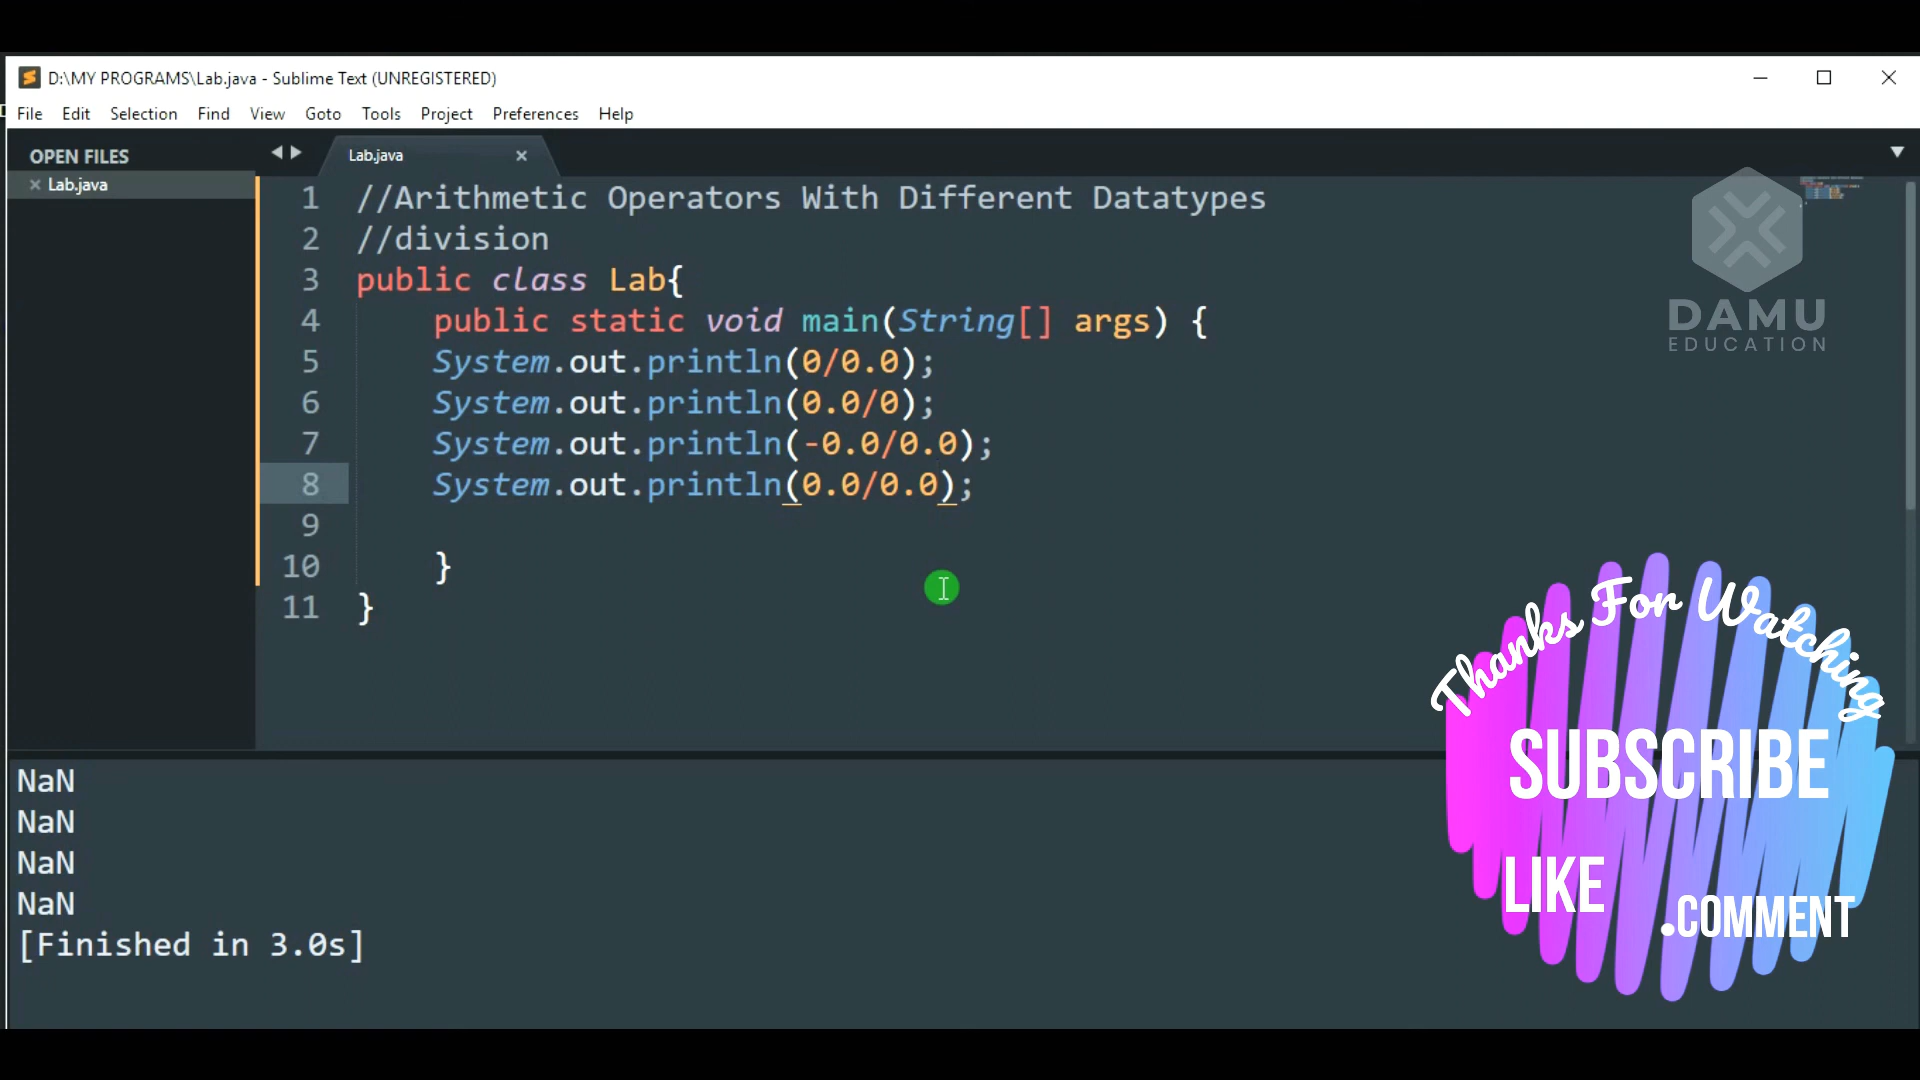 D:\MY PROGRAMS\Lab.java - Sublime Text (UNREGISTERED)
File Edit Selection Find View Goto Tools Project Preferences Help
OPEN FILES
Lab.java
Lab.java
1 //Arithmetic Operators With Different Datatypes
2 //division
3 public class Lab{
4 public static void main(String[] args) {
5 System.out.println(0/0.0);
6 System.out.println(0.0/0);
7 System.out.println(-0.0/0.0);
8 System.out.println(0.0/0.0);
9
10 }
11 }
DAMU
EDUCATION
NaN
NaN
NaN
NaN
[Finished in 3.0s]
Thanks For Watching
SUBSCRIBE
LIKE
.COMMENT